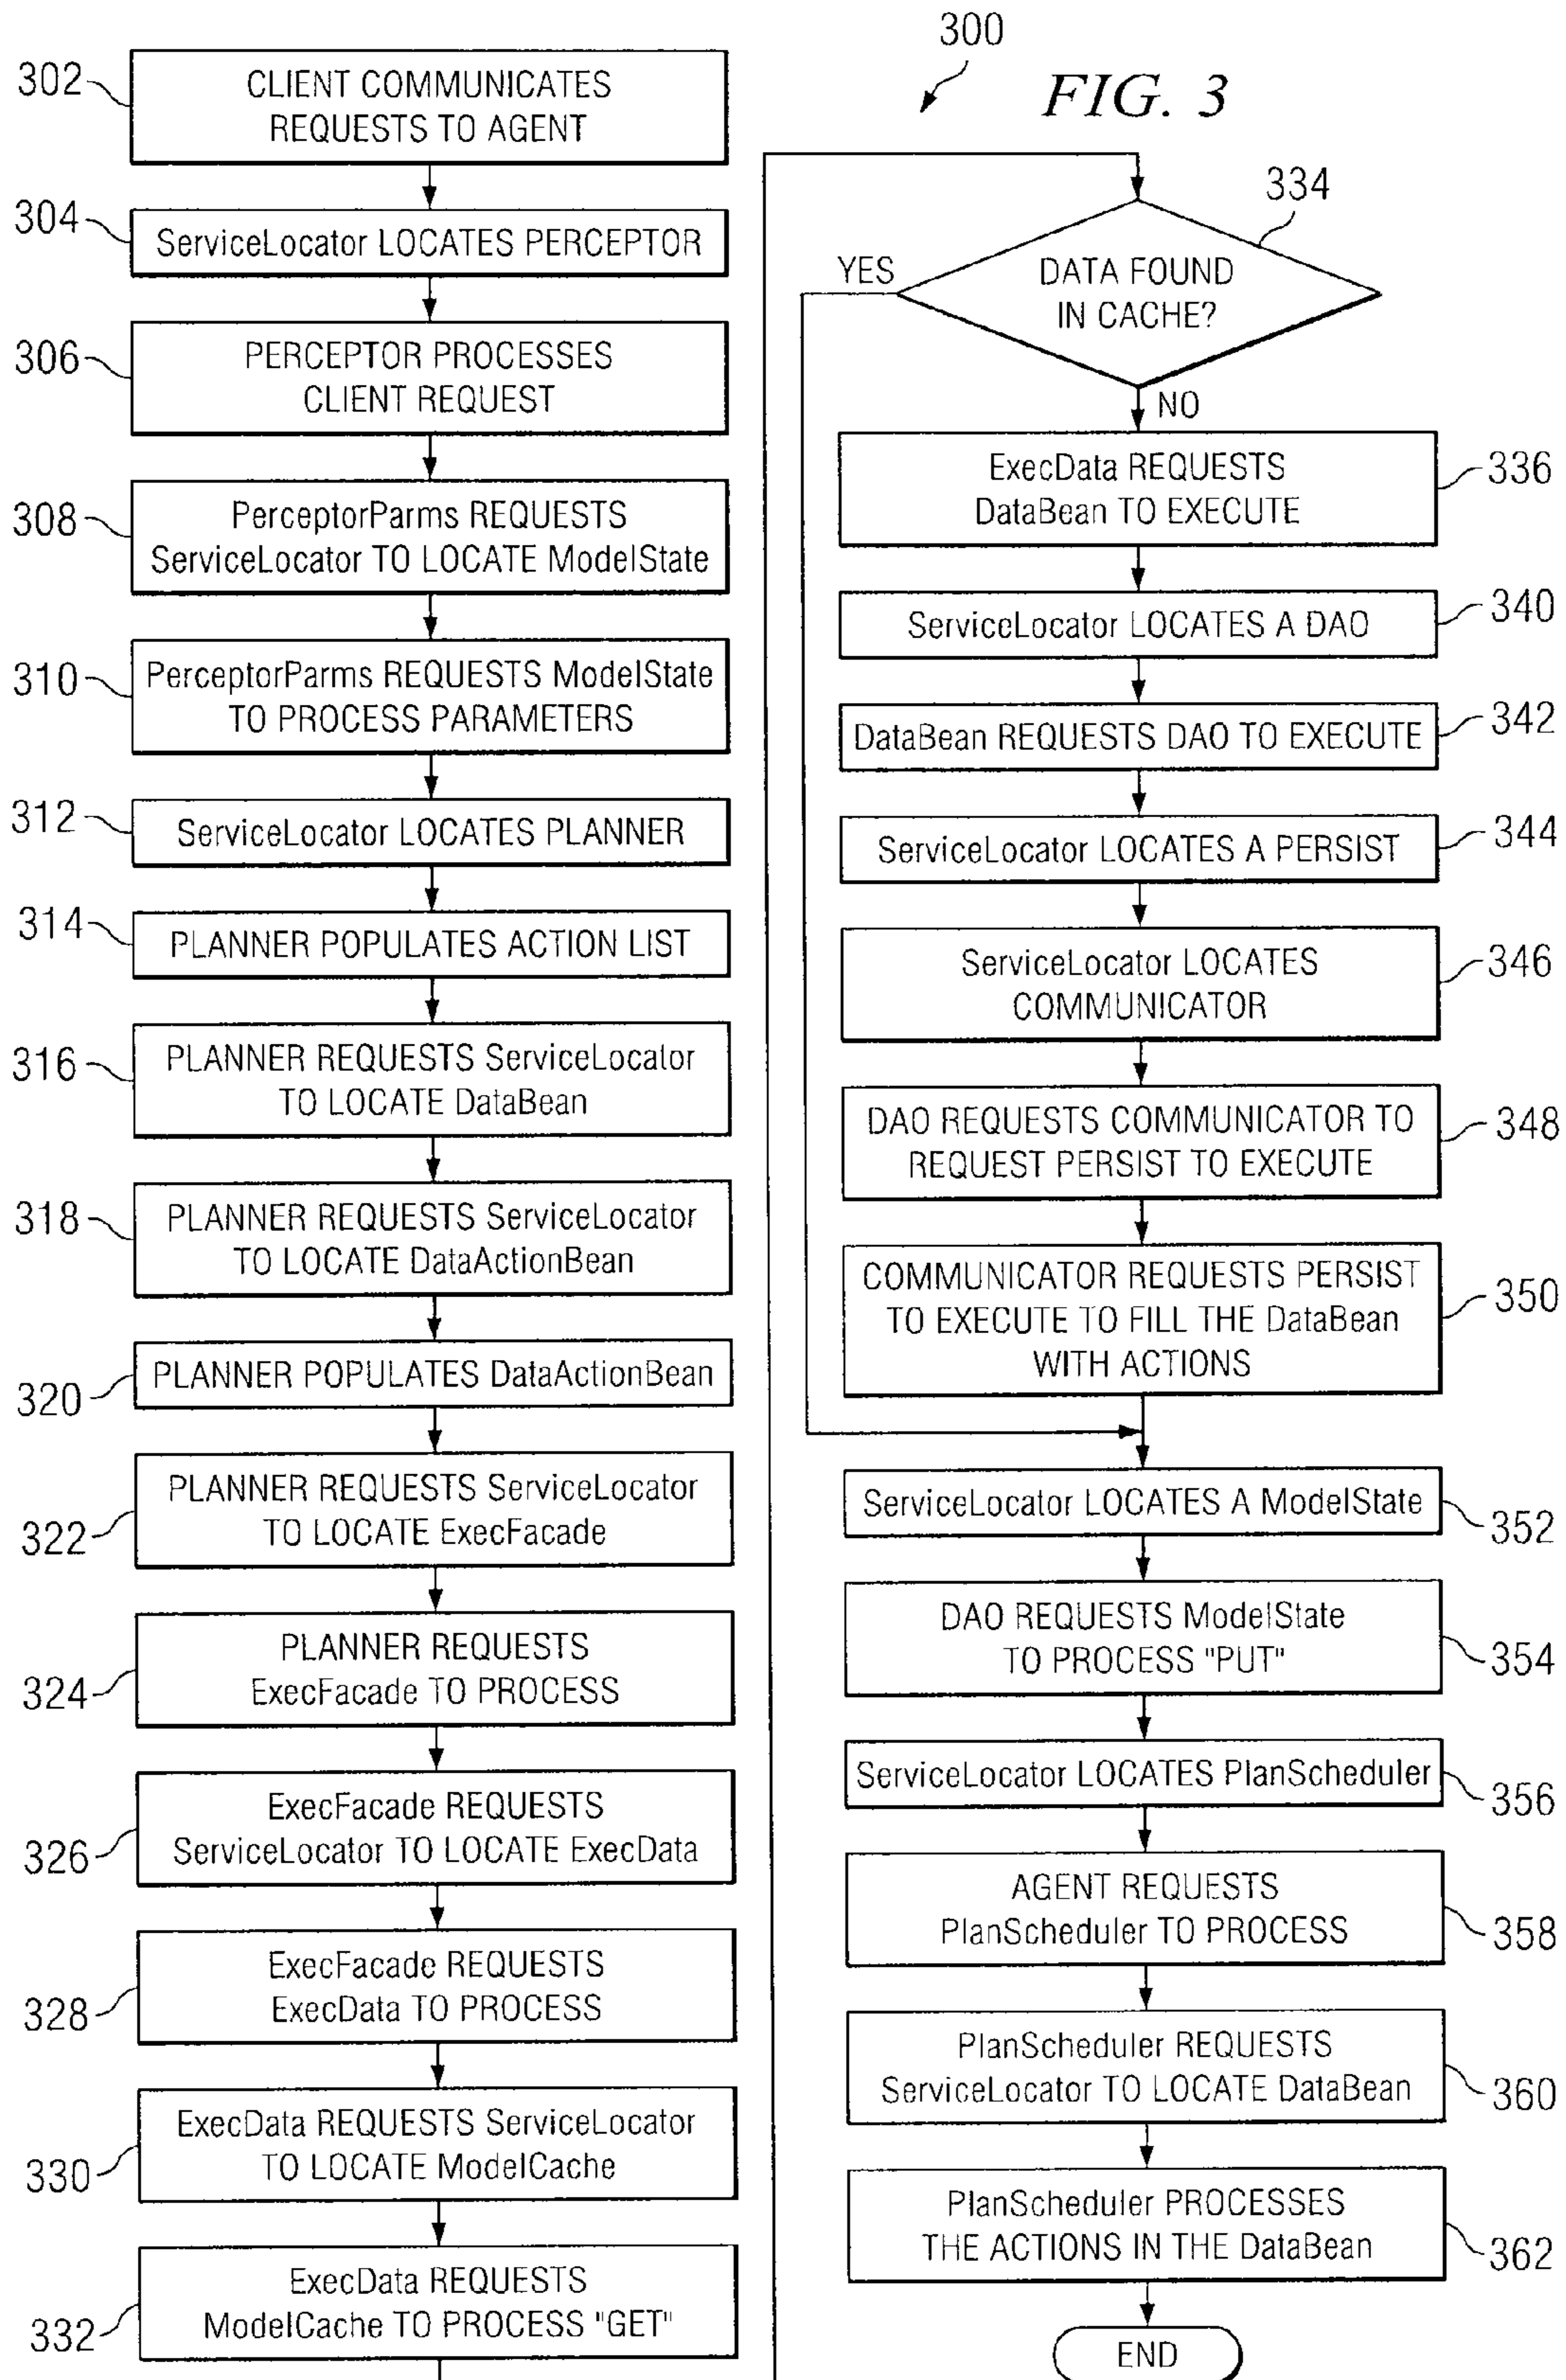 300
FIG. 3
302
CLIENT COMMUNICATES
REQUESTS TO AGENT
304
ServiceLocator LOCATES PERCEPTOR
306
PERCEPTOR PROCESSES
CLIENT REQUEST
308
PerceptorParms REQUESTS
ServiceLocator TO LOCATE ModelState
310
PerceptorParms REQUESTS ModelState
TO PROCESS PARAMETERS
312
ServiceLocator LOCATES PLANNER
314
PLANNER POPULATES ACTION LIST
316
PLANNER REQUESTS ServiceLocator
TO LOCATE DataBean
318
PLANNER REQUESTS ServiceLocator
TO LOCATE DataActionBean
320
PLANNER POPULATES DataActionBean
322
PLANNER REQUESTS ServiceLocator
TO LOCATE ExecFacade
324
PLANNER REQUESTS
ExecFacade TO PROCESS
326
ExecFacade REQUESTS
ServiceLocator TO LOCATE ExecData
328
ExecFacade REQUESTS
ExecData TO PROCESS
330
ExecData REQUESTS ServiceLocator
TO LOCATE ModelCache
332
ExecData REQUESTS
ModelCache TO PROCESS "GET"
334
DATA FOUND
IN CACHE?
YES
NO
ExecData REQUESTS
DataBean TO EXECUTE
336
ServiceLocator LOCATES A DAO
340
DataBean REQUESTS DAO TO EXECUTE
342
ServiceLocator LOCATES A PERSIST
344
ServiceLocator LOCATES
COMMUNICATOR
346
DAO REQUESTS COMMUNICATOR TO
REQUEST PERSIST TO EXECUTE
348
COMMUNICATOR REQUESTS PERSIST
TO EXECUTE TO FILL THE DataBean
WITH ACTIONS
350
ServiceLocator LOCATES A ModelState
352
DAO REQUESTS ModelState
TO PROCESS "PUT"
354
ServiceLocator LOCATES PlanScheduler
356
AGENT REQUESTS
PlanScheduler TO PROCESS
358
PlanScheduler REQUESTS
ServiceLocator TO LOCATE DataBean
360
PlanScheduler PROCESSES
THE ACTIONS IN THE DataBean
362
END